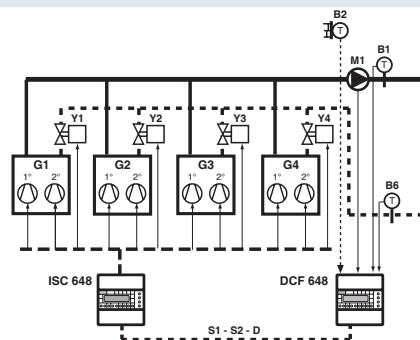 B2
T
M1
B1
T
Y1
Y2
Y3
Y4
G1
G2
G3
G4
1° 2°
1° 2°
1° 2°
1° 2°
B6
T
ISC 648
DCF 648
S1 - S2 - D